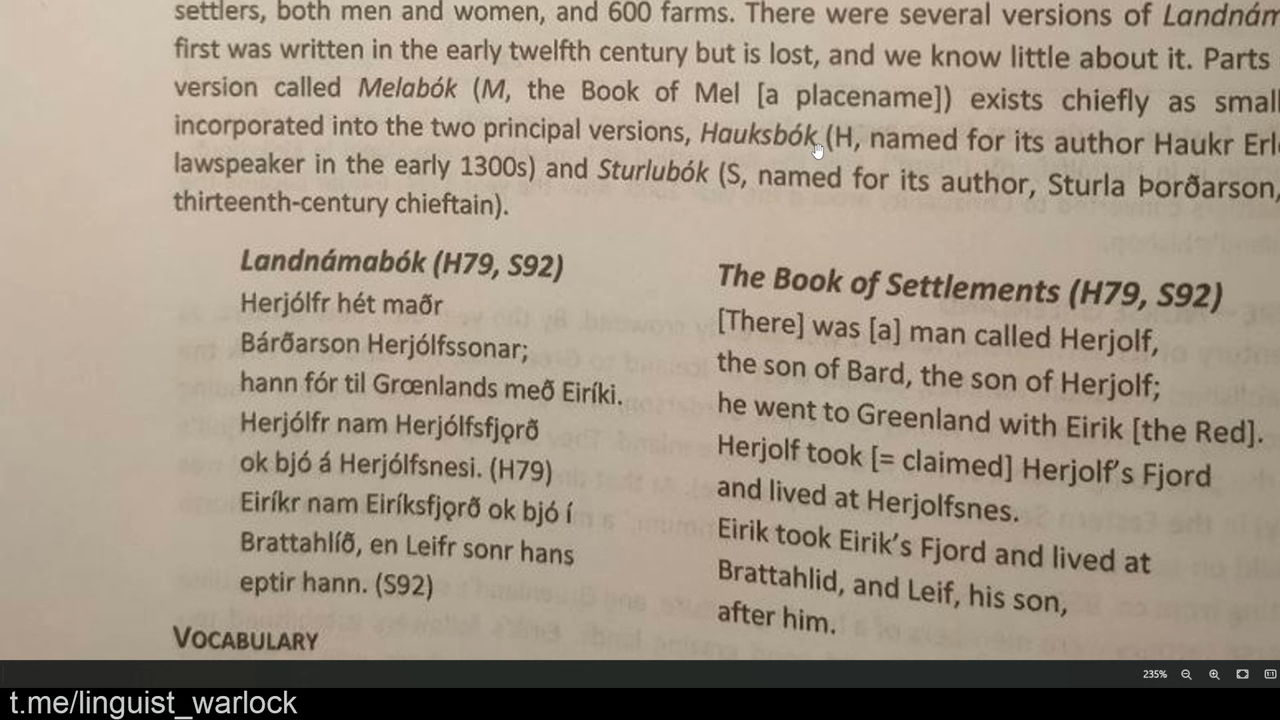 settlers, both men and women, and 600 farms. There were several versions of Landnám
first was written in the early twelfth century but is lost, and we know little about it. Parts
version called Melabók (M, the Book of Mel [a placename]) exists chiefly as small
incorporated into the two principal versions, Hauksbók (H, named for its author Haukr Erl
lawspeaker in the early 1300s) and Sturlubók (S, named for its author, Sturla Þorðarson,
thirteenth-century chieftain).
Landnámabók (H79, S92)
Herjólfr hét maðr
Bárðarson Herjólfssonar;
hann fór til Grœnlands með Eiríki.
Herjólfr nam Herjólfsfjǫrð
ok bjó á Herjólfsnesi. (H79)
Eiríkr nam Eiríksfjǫrð ok bjó í
Brattahlíð, en Leifr sonr hans
eptir hann. (S92)
The Book of Settlements (H79, S92)
[There] was [a] man called Herjolf,
the son of Bard, the son of Herjolf;
he went to Greenland with Eirik [the Red].
Herjolf took [= claimed] Herjolf's Fjord
and lived at Herjolfsnes.
Eirik took Eirik's Fjord and lived at
Brattahlid, and Leif, his son,
after him.
VOCABULARY
235%
t.me/linguist_warlock